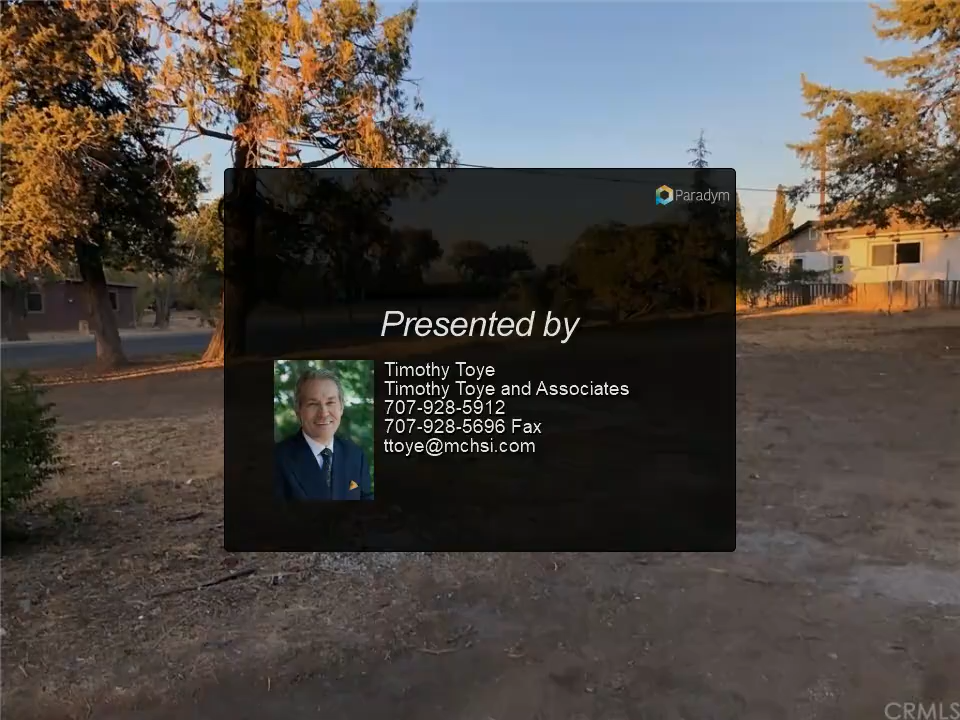 Paradym
Presented by
Timothy Toye
Timothy Toye and Associates
707-928-5912
707-928-5696 Fax
ttoye@mchsi.com
CRMLS